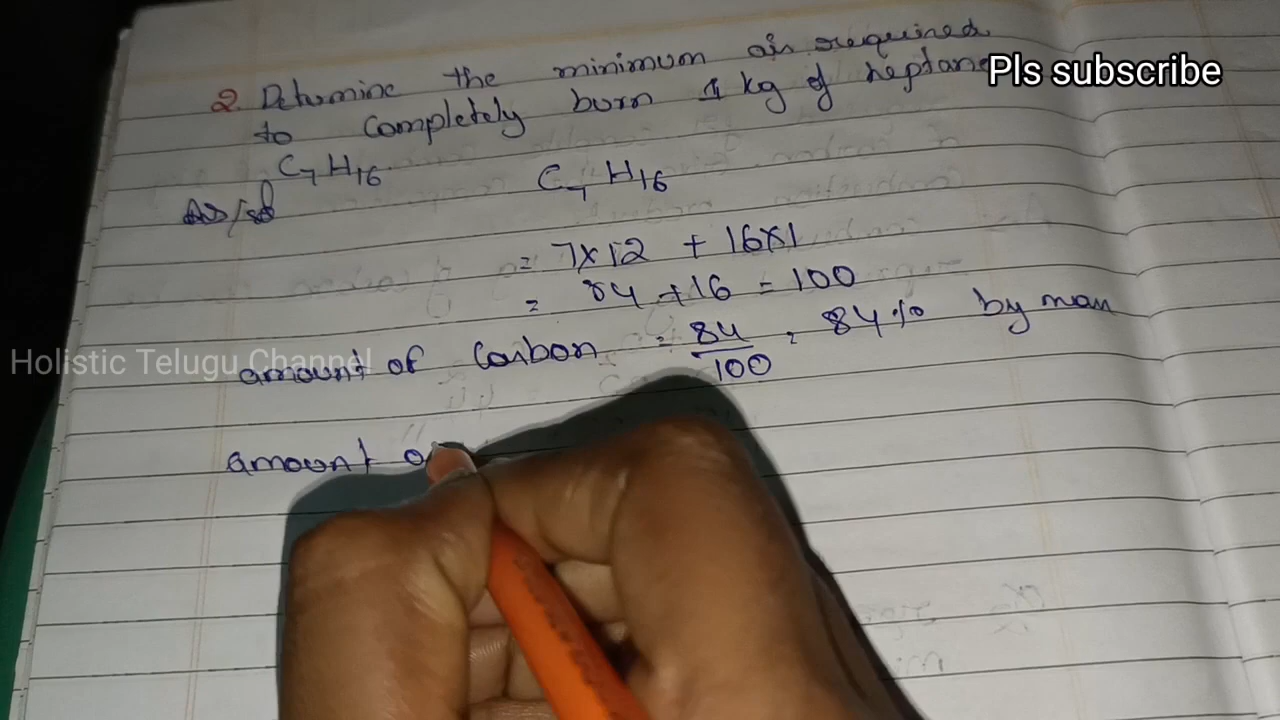 2 Determine the minimum air required
to completely burn 1 kg of heptane
Pls subscribe
C7H16
C7H16
= 7×12 + 16×1
= 84 + 16 = 100
amount of Carbon = 84/100 = 84% by mass
Holistic Telugu Channel
amount o